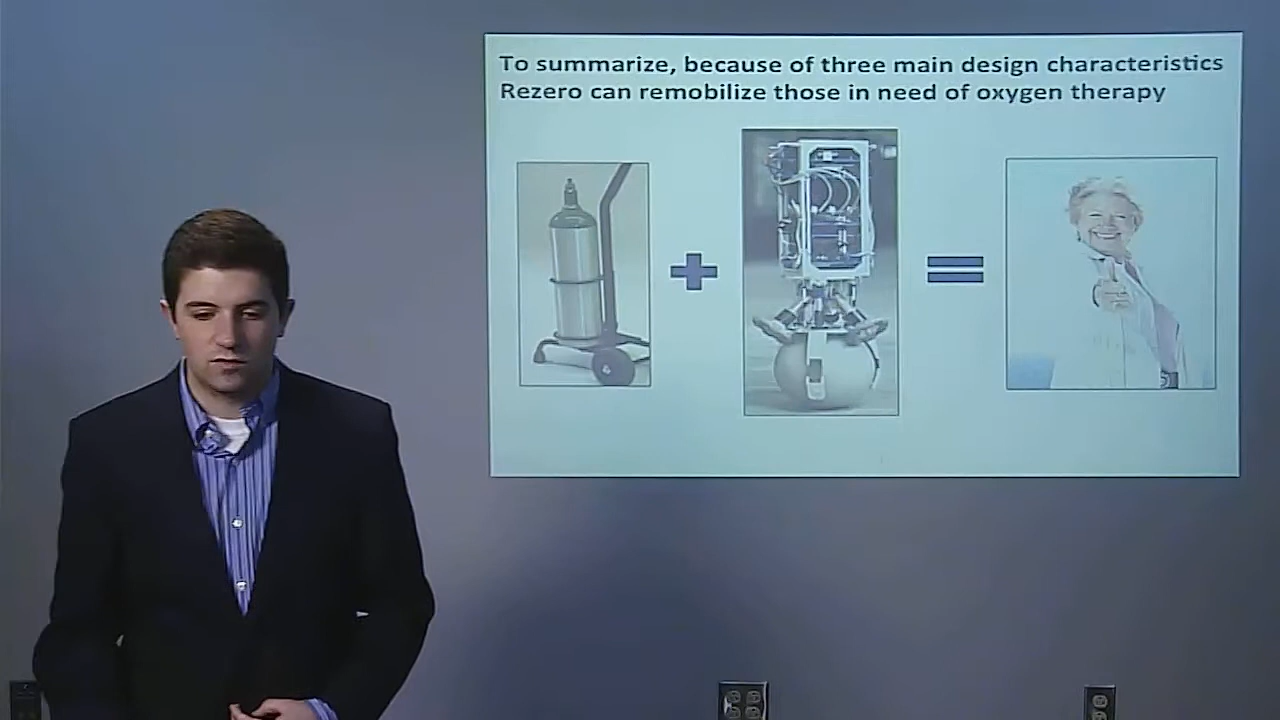 To summarize, because of three main design characteristics
Rezero can remobilize those in need of oxygen therapy